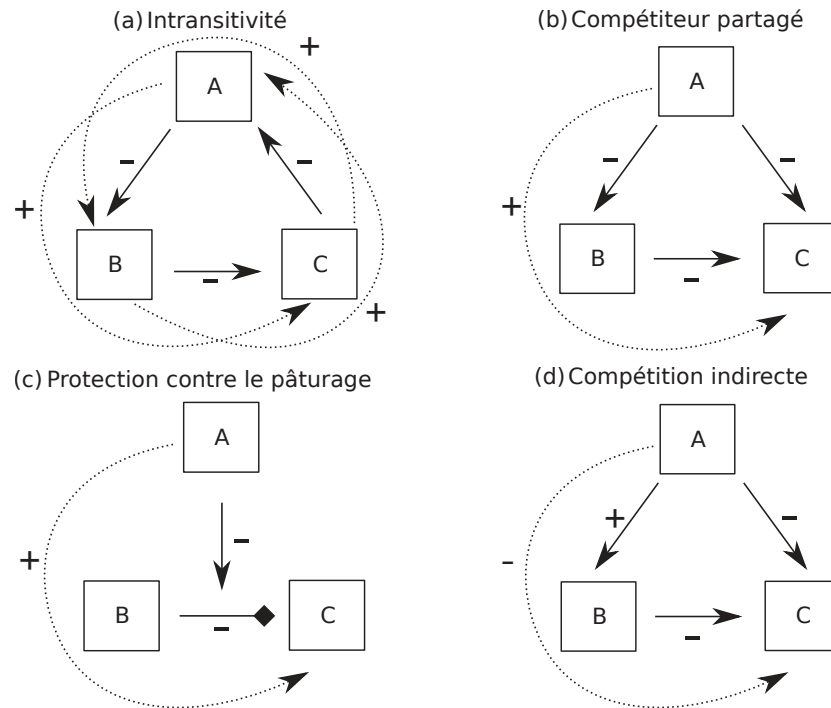 (a) Intransitivité
+
A
−
−
+
B
C
−
+
(b) Compétiteur partagé
A
−
−
+
B
C
−
(c) Protection contre le pâturage
A
+
−
B
C
−
(d) Compétition indirecte
A
+
−
-
B
C
−